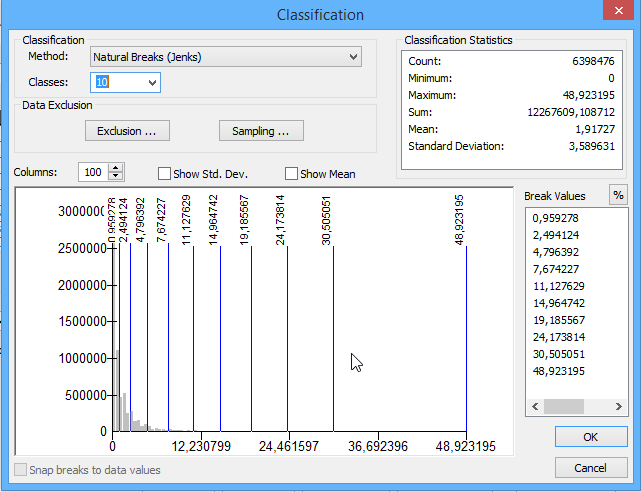 Classification
Classification
Method: Natural Breaks (Jenks)
Classes: 10
Data Exclusion
Exclusion ...
Sampling ...
Classification Statistics
Count: 6398476
Minimum: 0
Maximum: 48,923195
Sum: 12267609,108712
Mean: 1,91727
Standard Deviation: 3,589631
Columns: 100
Show Std. Dev.
Show Mean
Break Values
%
0,959278
2,494124
4,796392
7,674227
11,127629
14,964742
19,185567
24,173814
30,505051
48,923195
0,959278
2,494124
4,796392
7,674227
11,127629
14,964742
19,185567
24,173814
30,505051
48,923195
3000000
2500000
2000000
1500000
1000000
500000
0
0
12,230799
24,461597
36,692396
48,923195
OK
Cancel
Snap breaks to data values